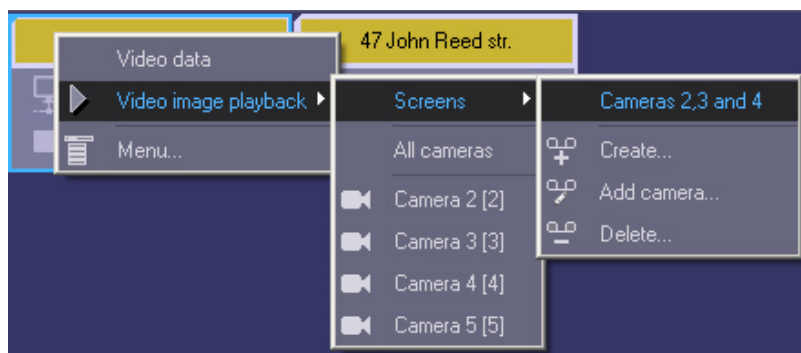 47 John Reed str.
Video data
Video image playback
Menu...
Screens
All cameras
Camera 2 [2]
Camera 3 [3]
Camera 4 [4]
Camera 5 [5]
Cameras 2,3 and 4
Create...
Add camera...
Delete...